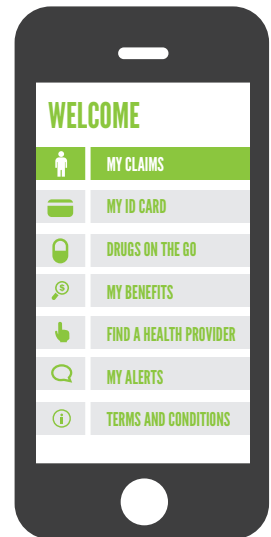 WELCOME
MY CLAIMS
MY ID CARD
DRUGS ON THE GO
MY BENEFITS
FIND A HEALTH PROVIDER
MY ALERTS
TERMS AND CONDITIONS